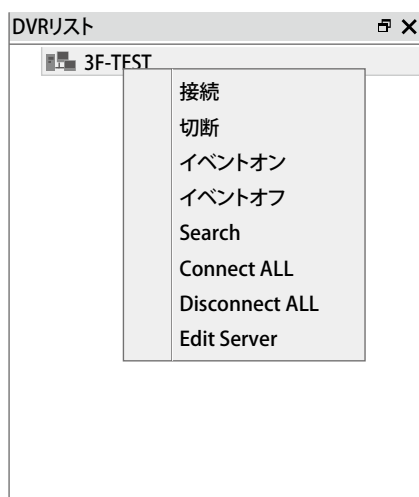 DVRリスト
3F-TEST
接続
切断
イベントオン
イベントオフ
Search
Connect ALL
Disconnect ALL
Edit Server